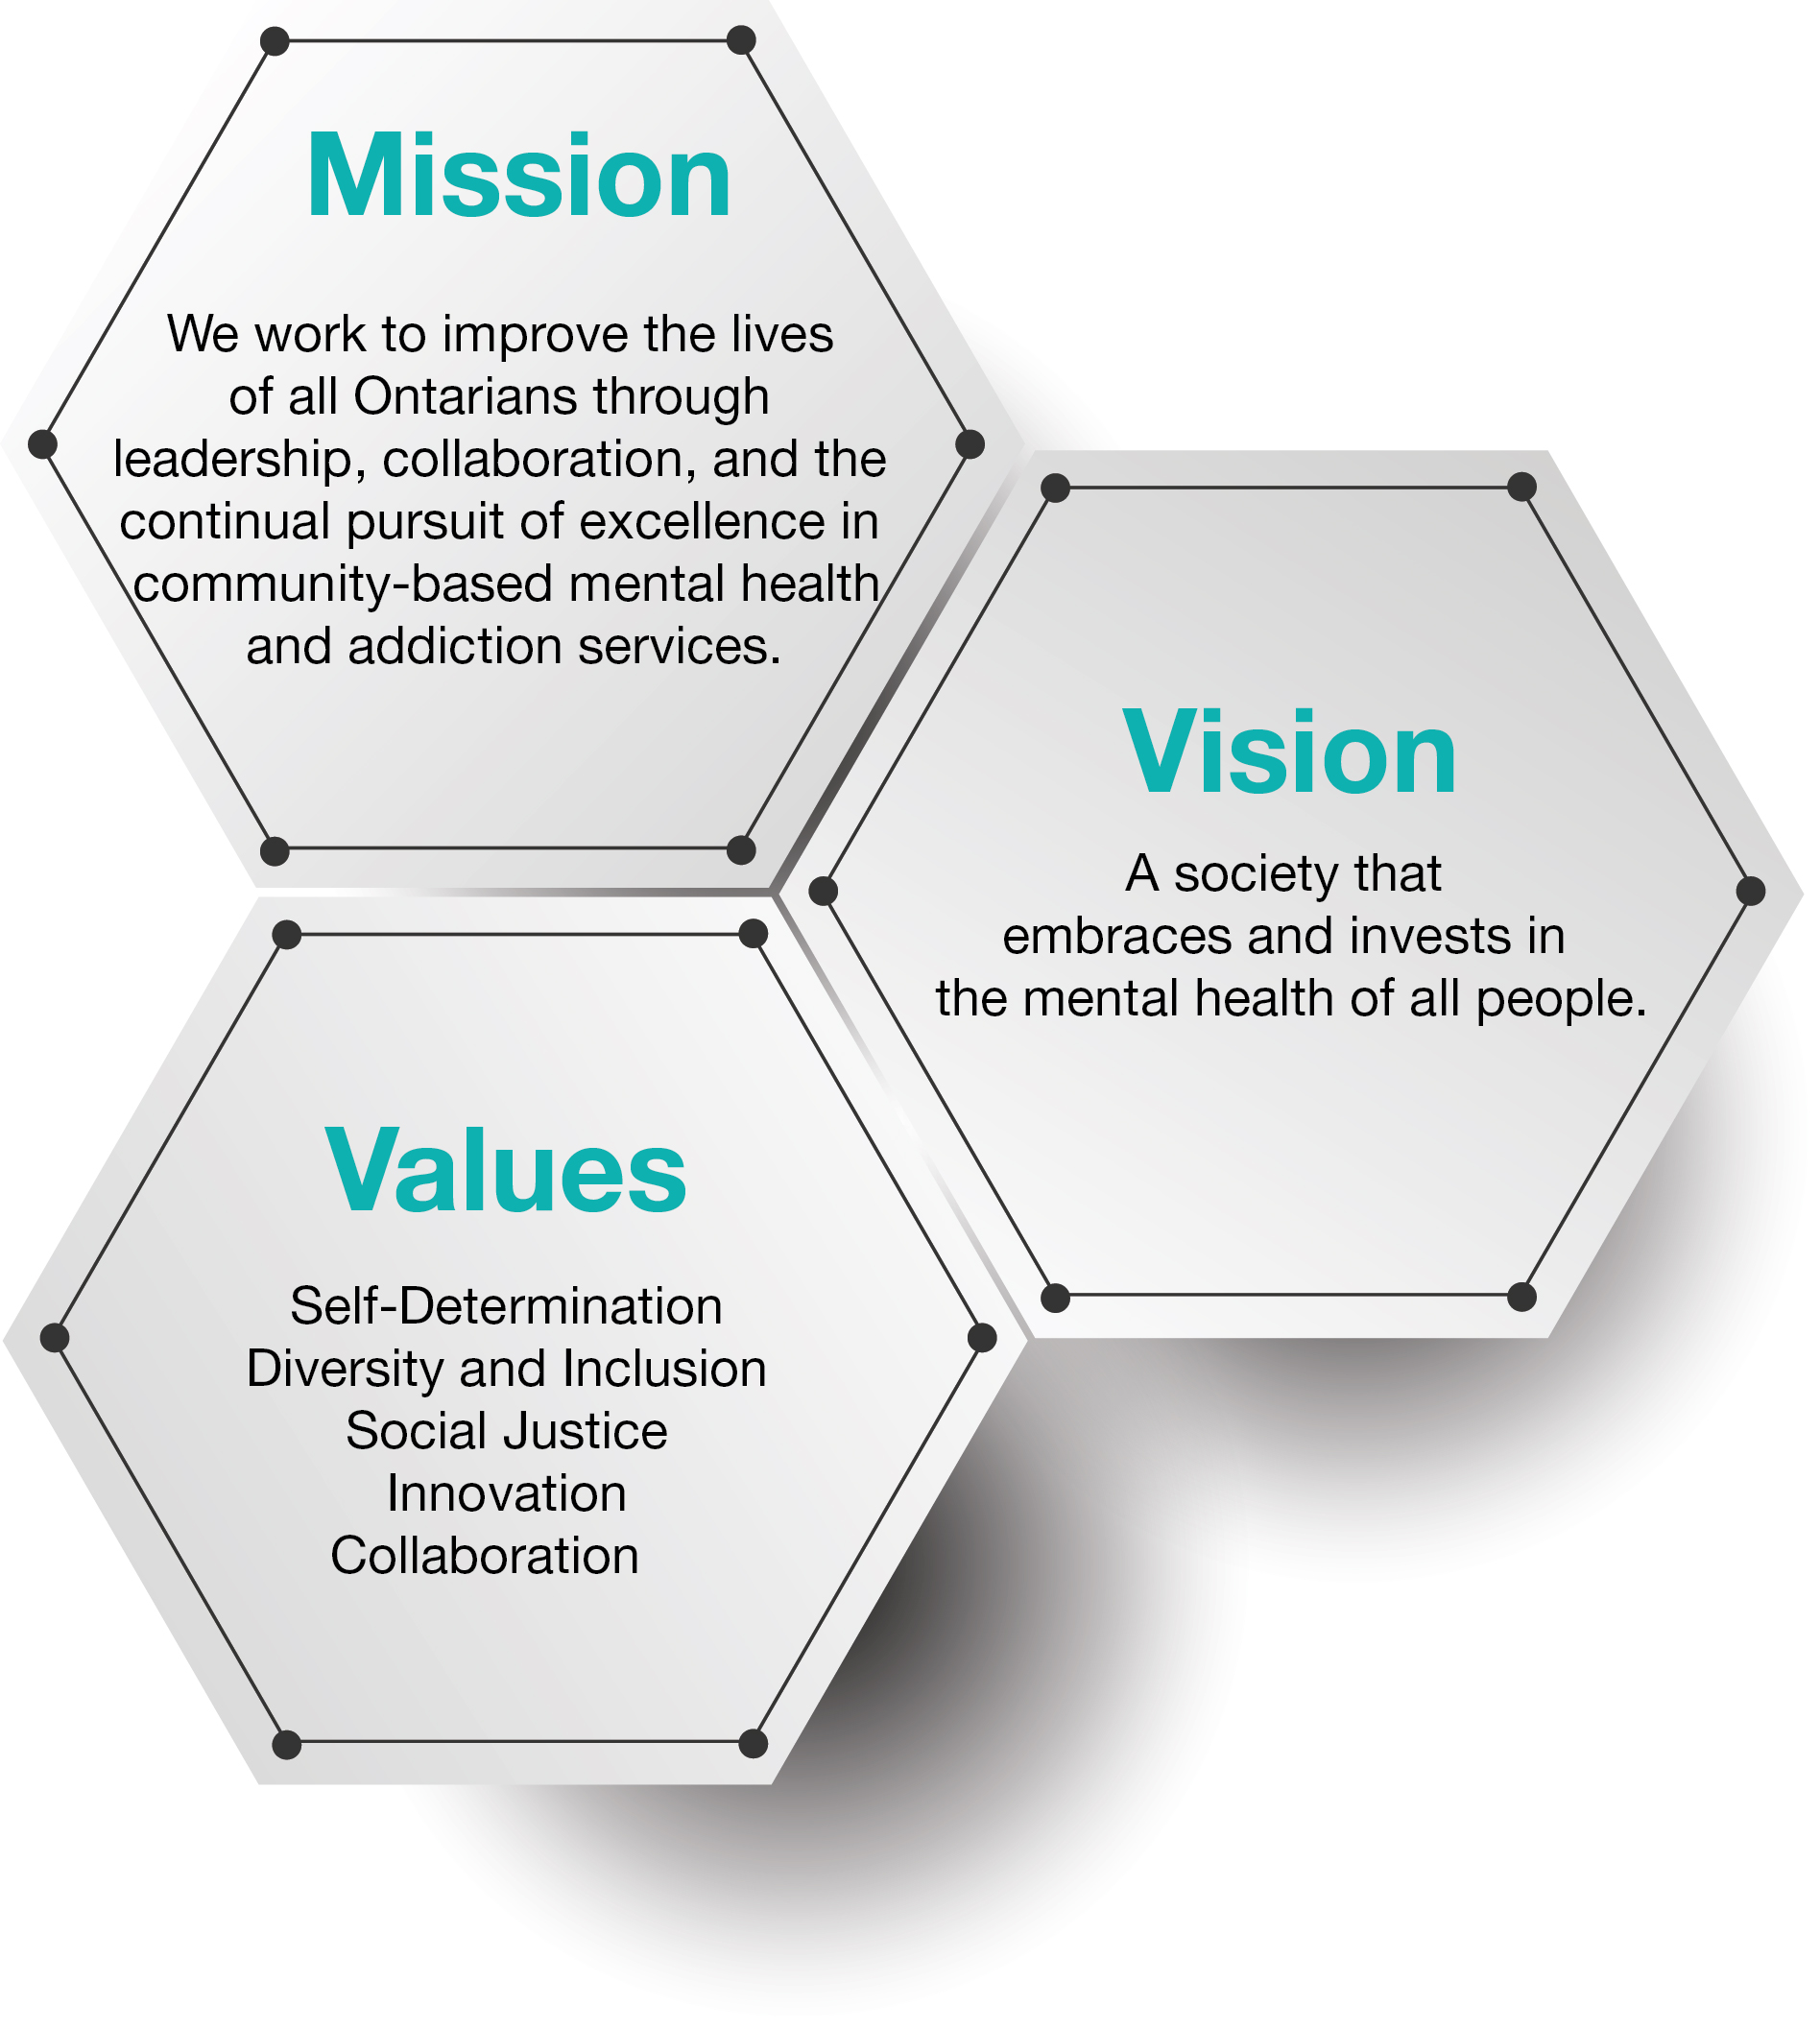 Mission
We work to improve the lives
of all Ontarians through
leadership, collaboration, and the
continual pursuit of excellence in
community-based mental health
and addiction services.
Vision
A society that
embraces and invests in
the mental health of all people.
Values
Self-Determination
Diversity and Inclusion
Social Justice
Innovation
Collaboration